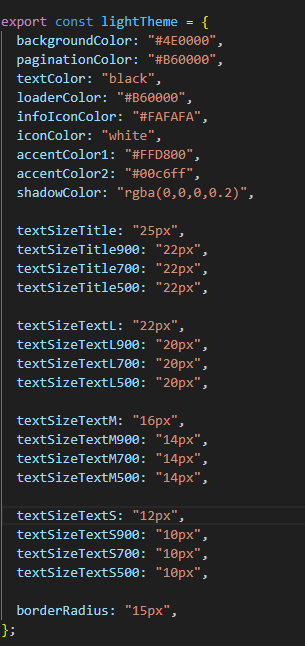 export const lightTheme = {
backgroundColor: "#4E0000",
paginationColor: "#B60000",
textColor: "black",
loaderColor: "#B60000",
infoIconColor: "#FAFAFA",
iconColor: "white",
accentColor1: "#FFD800",
accentColor2: "#00c6ff",
shadowColor: "rgba(0,0,0,0.2)",
textSizeTitle: "25px",
textSizeTitle900: "22px",
textSizeTitle700: "22px",
textSizeTitle500: "22px",
textSizeTextL: "22px",
textSizeTextL900: "20px",
textSizeTextL700: "20px",
textSizeTextL500: "20px",
textSizeTextM: "16px",
textSizeTextM900: "14px",
textSizeTextM700: "14px",
textSizeTextM500: "14px",
textSizeTextS: "12px",
textSizeTextS900: "10px",
textSizeTextS700: "10px",
textSizeTextS500: "10px",
borderRadius: "15px",
};